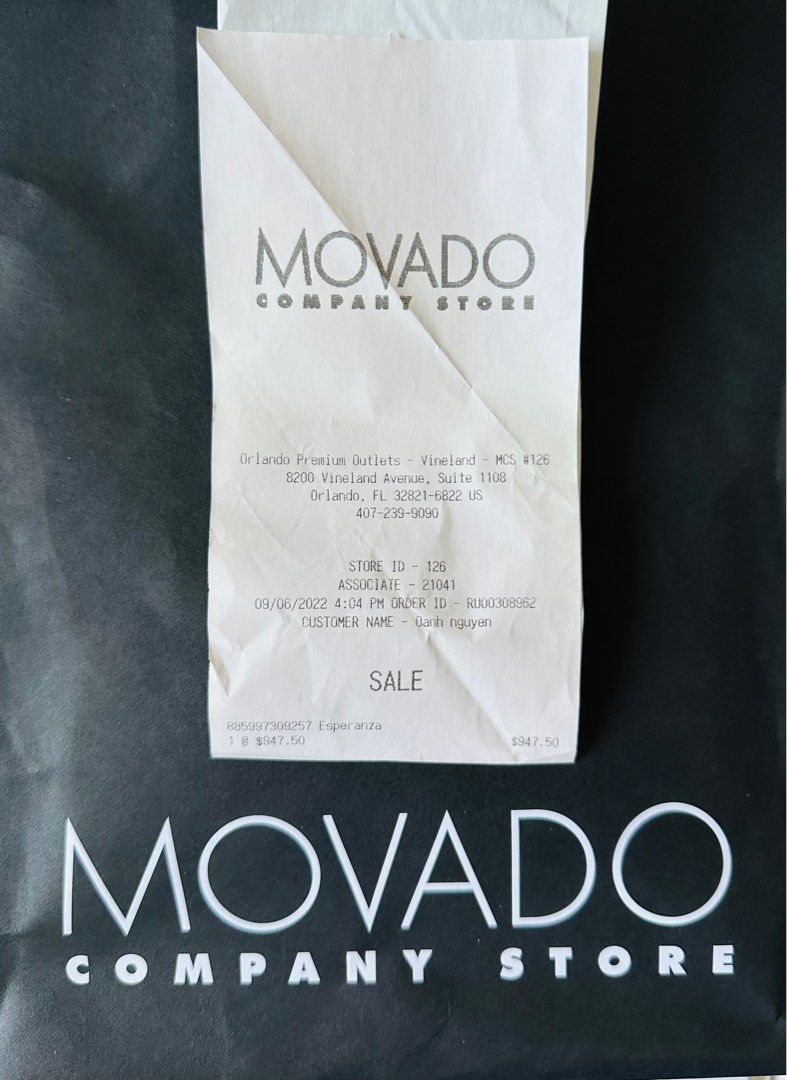 MOVADO
COMPANY STORE
Orlando Premium Outlets - Vineland - MCS #126
8200 Vineland Avenue, Suite 1108
Orlando, FL 32821-6822 US
407-239-9090
STORE ID - 126
ASSOCIATE - 21041
09/06/2022 4:04 PM ORDER ID - RU00308962
CUSTOMER NAME - Oanh nguyen
SALE
885997309257 Esperanza
1 @ $947.50 $947.50
MOVADO
COMPANY STORE